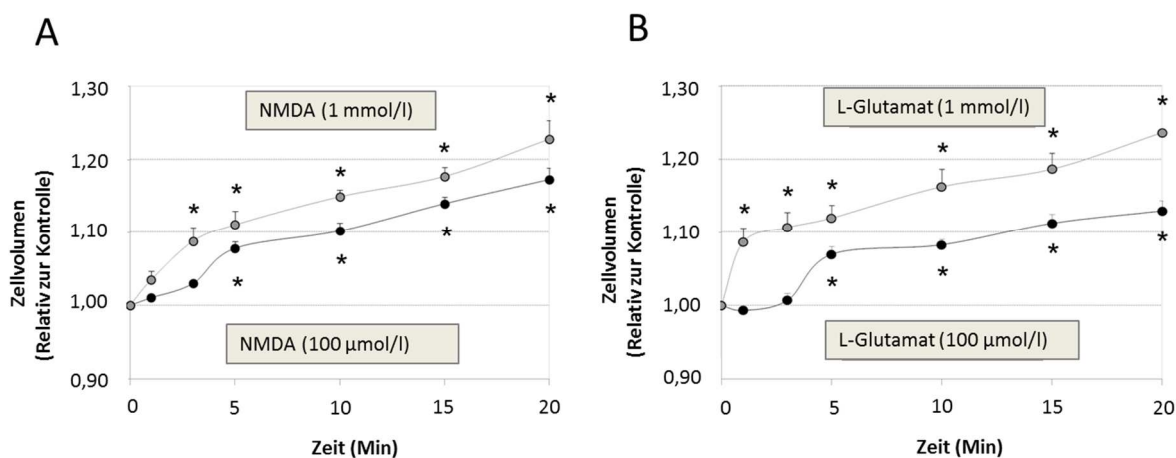 A
1,30
1,20
1,10
1,00
0,90
Zellvolumen
(Relativ zur Kontrolle)
NMDA (1 mmol/l)
* * * * *
* * * *
NMDA (100 µmol/l)
0 5 10 15 20
Zeit (Min)
B
1,30
1,20
1,10
1,00
0,90
Zellvolumen
(Relativ zur Kontrolle)
L-Glutamat (1 mmol/l)
* * * * * *
* * * *
L-Glutamat (100 µmol/l)
0 5 10 15 20
Zeit (Min)